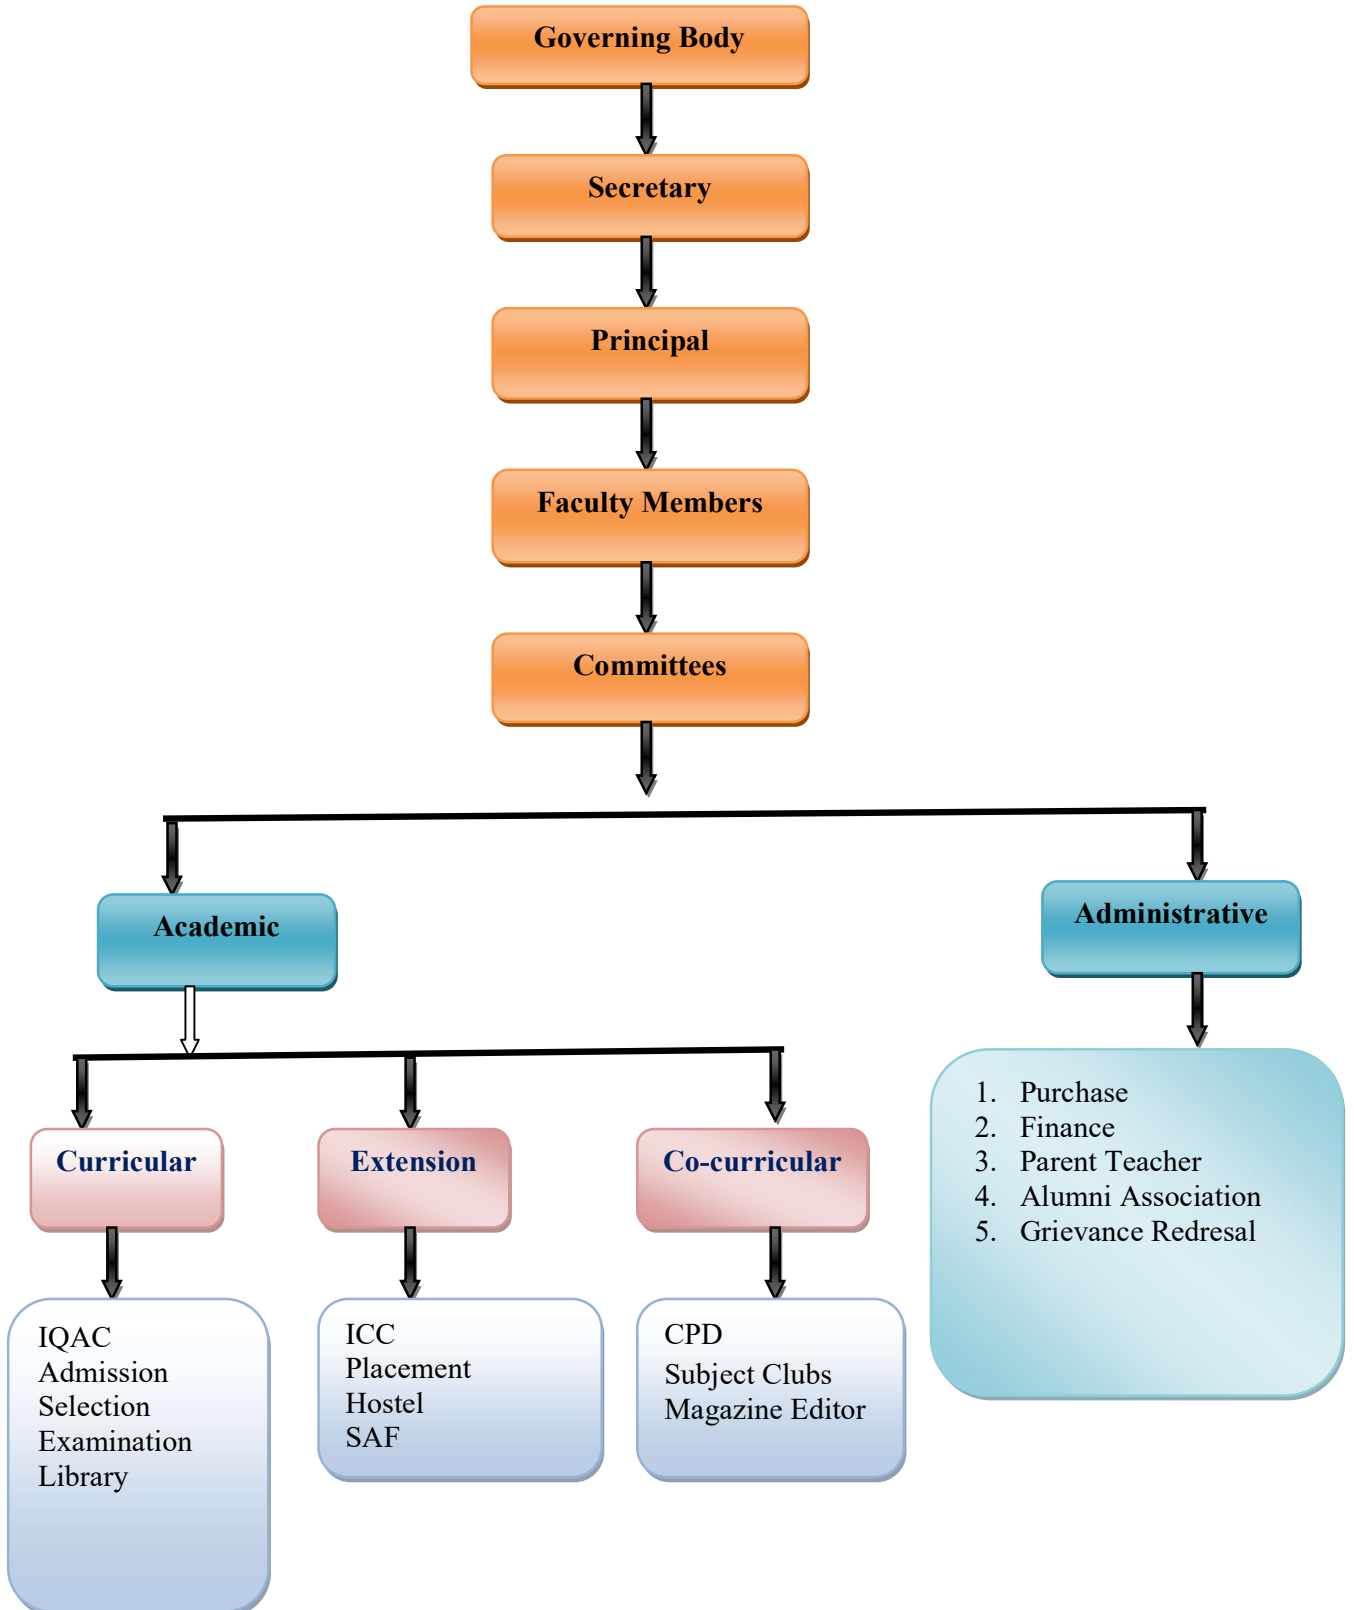 Governing Body
Secretary
Principal
Faculty Members
Committees
Academic
Administrative
Curricular
Extension
Co-curricular
IQAC
Admission
Selection
Examination
Library
ICC
Placement
Hostel
SAF
CPD
Subject Clubs
Magazine Editor
1. Purchase
2. Finance
3. Parent Teacher
4. Alumni Association
5. Grievance Redresal